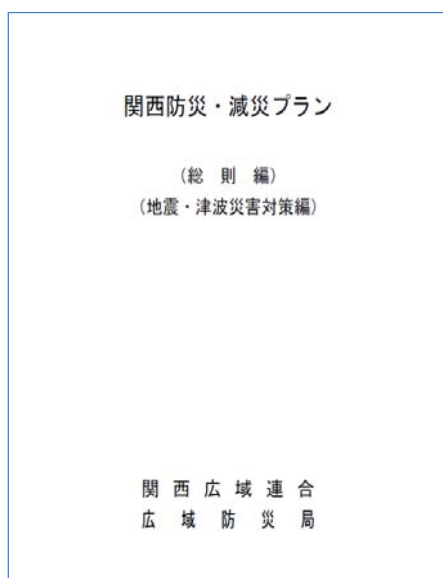 関西防災・減災プラン
（総 則 編）
（地震・津波災害対策編）
関 西 広 域 連 合
広 域 防 災 局